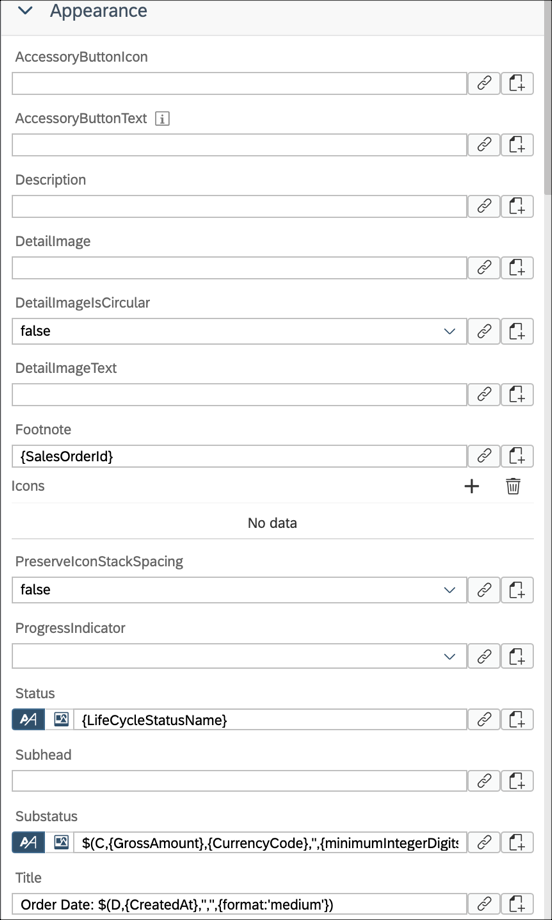 Appearance
AccessoryButtonIcon
AccessoryButtonText
Description
DetailImage
DetailImageIsCircular
false
DetailImageText
Footnote
{SalesOrderId}
Icons
No data
PreserveIconStackSpacing
false
ProgressIndicator
Status
{LifeCycleStatusName}
Subhead
Substatus
$(C,{GrossAmount},{CurrencyCode},'',{minimumIntegerDigits
Title
Order Date: $(D,{CreatedAt},'','',{format:'medium'})